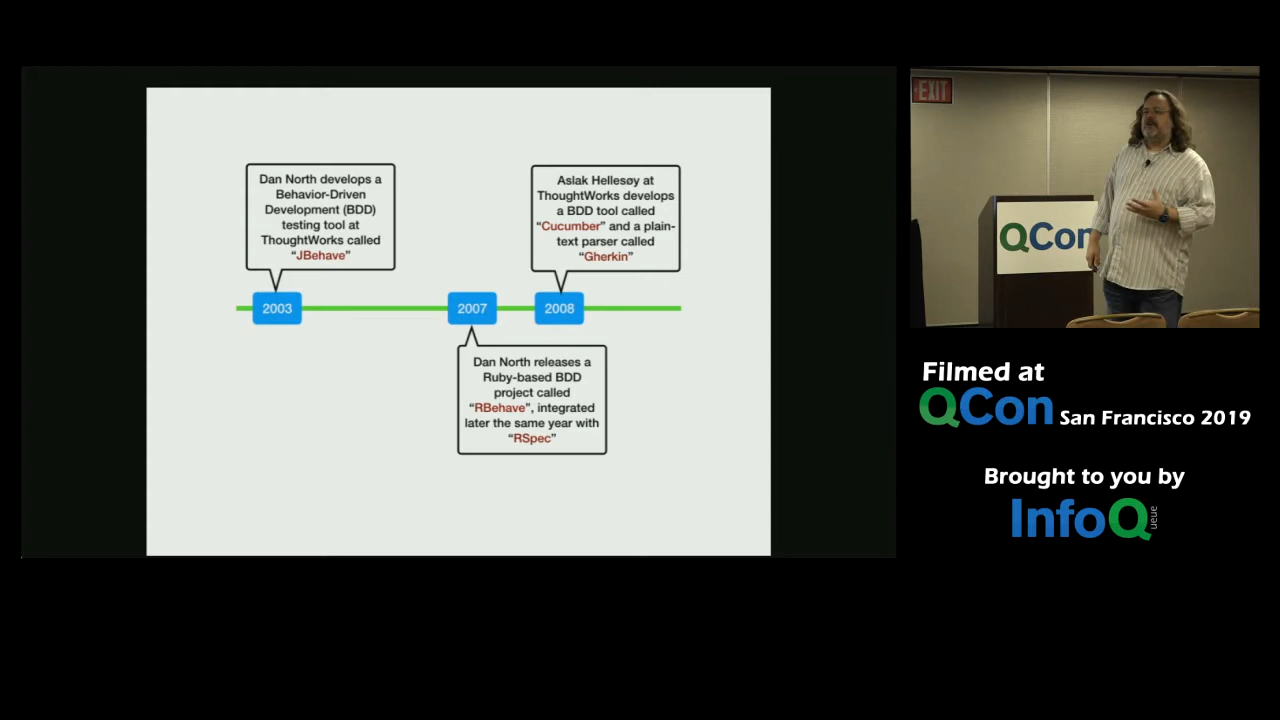 Dan North develops a
Behavior-Driven
Development (BDD)
testing tool at
ThoughtWorks called
“JBehave”
Aslak Hellesøy at
ThoughtWorks develops
a BDD tool called
“Cucumber” and a plain-
text parser called
“Gherkin”
2003
2007
2008
Dan North releases a
Ruby-based BDD
project called
“RBehave”, integrated
later the same year with
“RSpec”
EXIT
QCon
Filmed at
QCon San Francisco 2019
Brought to you by
InfoQ
ueue